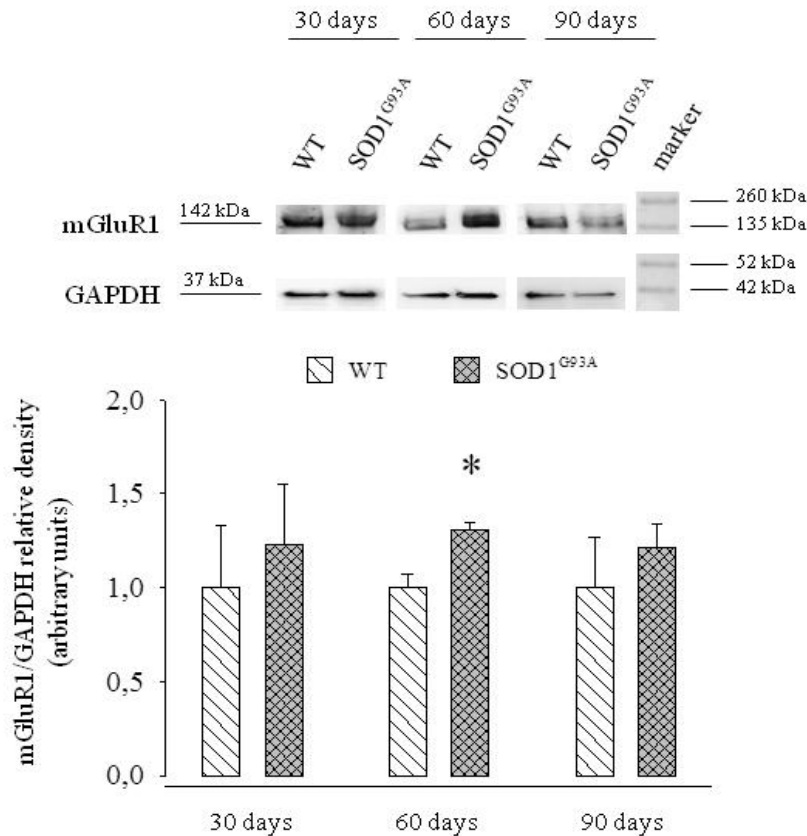 30 days 60 days 90 days
WT SOD1G93A WT SOD1G93A WT SOD1G93A marker
mGluR1 142 kDa 260 kDa
135 kDa
GAPDH 37 kDa 52 kDa
42 kDa
WT SOD1G93A
mGluR1/GAPDH relative density
(arbitrary units)
2,0
1,5
*
1,0
0,5
0,0
30 days 60 days 90 days